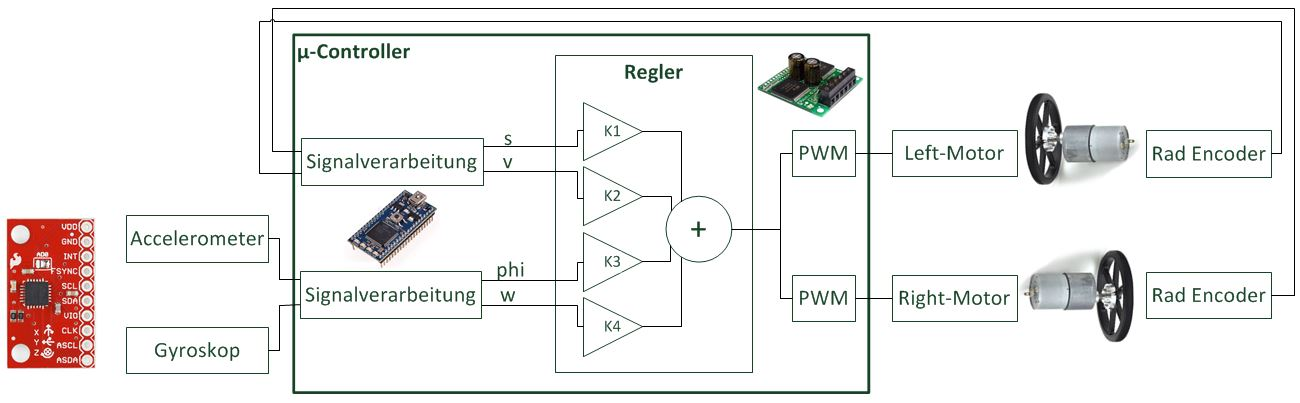 µ-Controller
Regler
s
v
K1
K2
K3
K4
+
Signalverarbeitung
Signalverarbeitung
phi
w
PWM
PWM
Left-Motor
Right-Motor
Rad Encoder
Rad Encoder
Accelerometer
Gyroskop
VDD
GND
INT
FSYNC
SCL
SDA
VIO
CLK
ASCL
ASDA
AD0
X
Y
Z